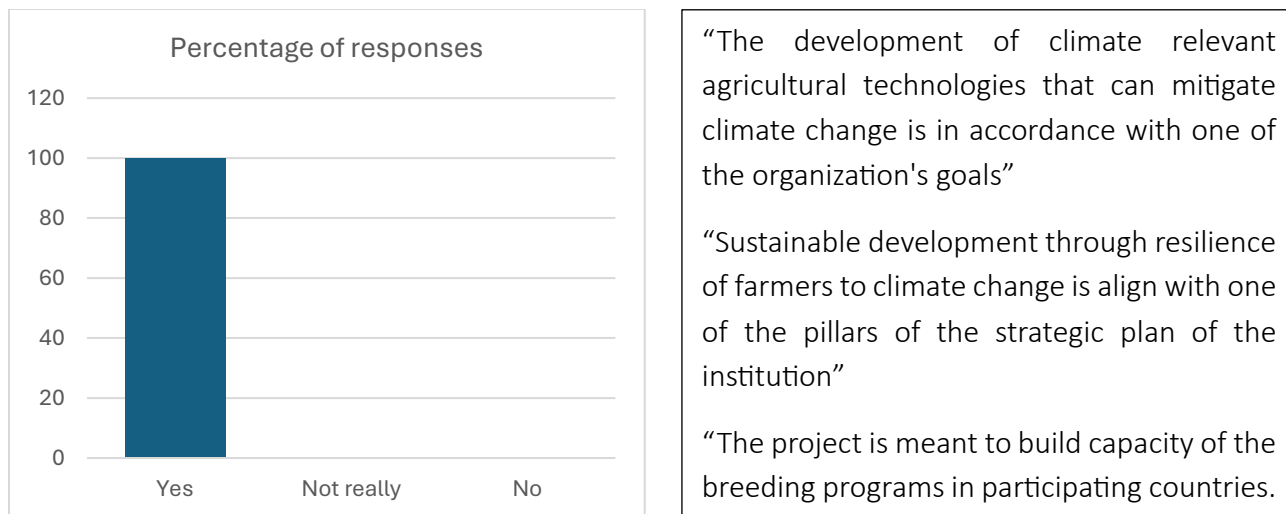 Percentage of responses
120
100
80
60
40
20
0
Yes Not really No
“The development of climate relevant
agricultural technologies that can mitigate
climate change is in accordance with one of
the organization's goals”
“Sustainable development through resilience
of farmers to climate change is align with one
of the pillars of the strategic plan of the
institution”
“The project is meant to build capacity of the
breeding programs in participating countries.